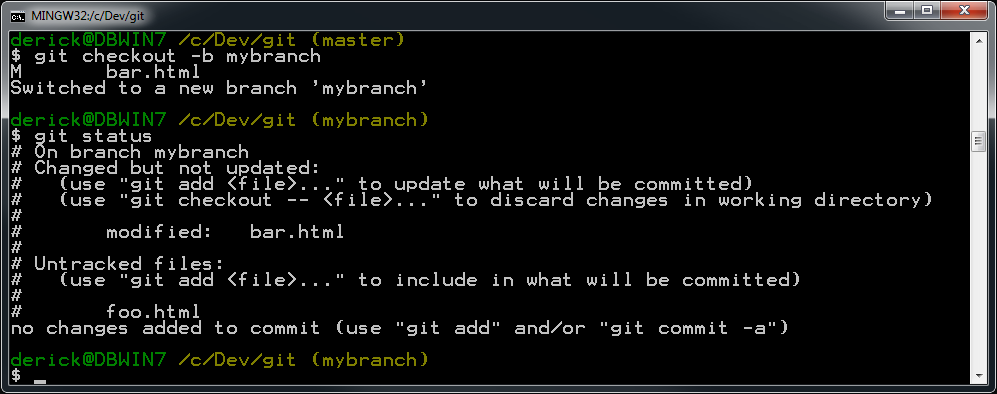 MINGW32:/c/Dev/git
derick@DBWIN7 /c/Dev/git (master)
$ git checkout -b mybranch
M       bar.html
Switched to a new branch 'mybranch'
derick@DBWIN7 /c/Dev/git (mybranch)
$ git status
# On branch mybranch
# Changed but not updated:
#   (use "git add <file>..." to update what will be committed)
#   (use "git checkout -- <file>..." to discard changes in working directory)
#
#       modified:   bar.html
#
# Untracked files:
#   (use "git add <file>..." to include in what will be committed)
#
#       foo.html
no changes added to commit (use "git add" and/or "git commit -a")
derick@DBWIN7 /c/Dev/git (mybranch)
$ _